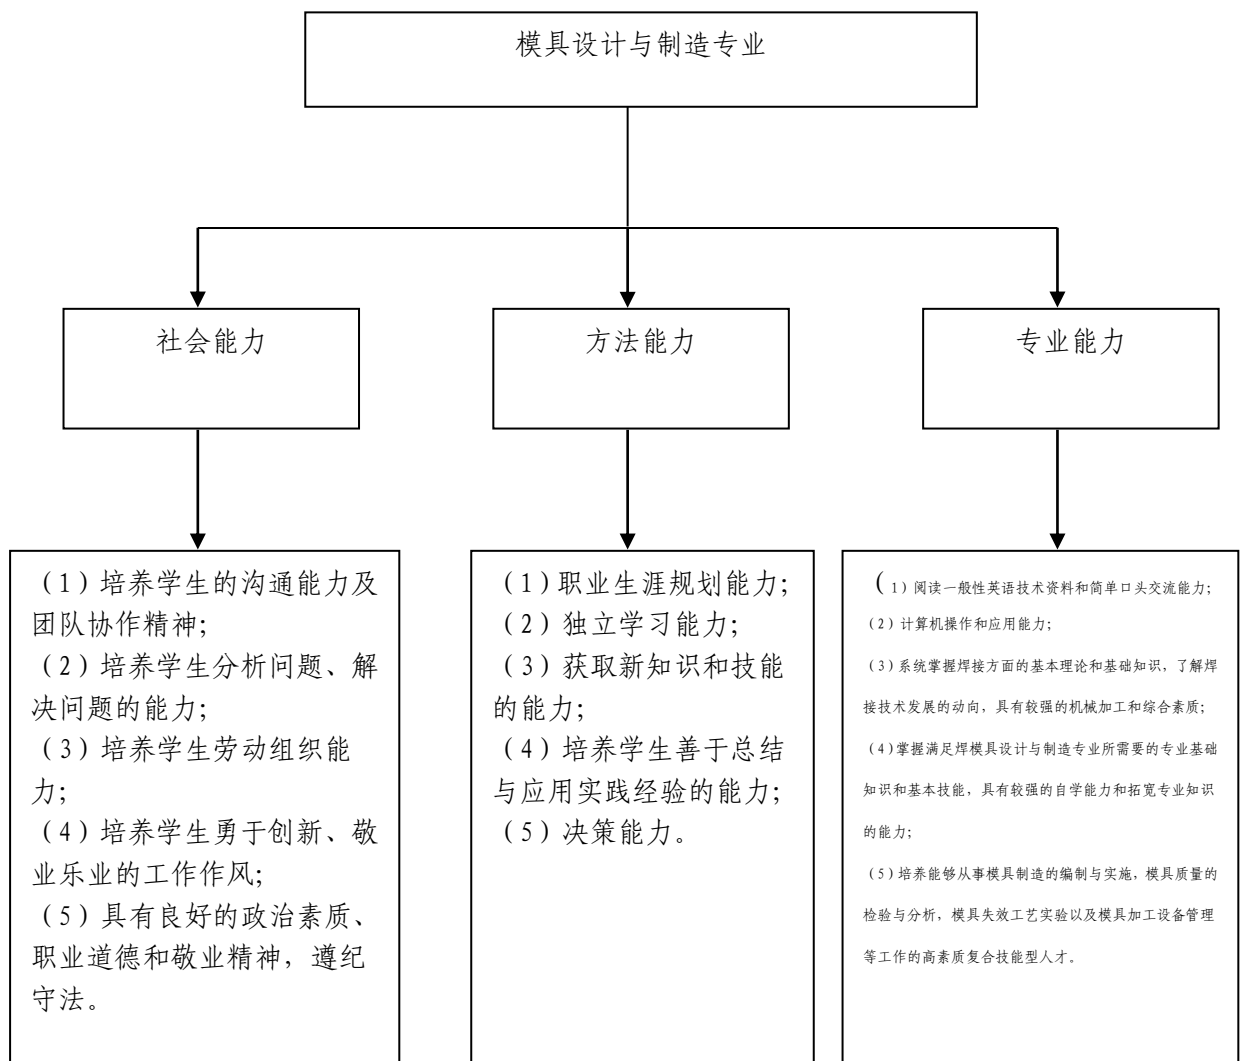 模具设计与制造专业
社会能力
方法能力
专业能力
（1）培养学生的沟通能力及
团队协作精神；
（2）培养学生分析问题、解
决问题的能力；
（3）培养学生劳动组织能
力；
（4）培养学生勇于创新、敬
业乐业的工作作风；
（5）具有良好的政治素质、
职业道德和敬业精神，遵纪
守法。
（1）职业生涯规划能力；
（2）独立学习能力；
（3）获取新知识和技能
的能力；
（4）培养学生善于总结
与应用实践经验的能力；
（5）决策能力。
（1）阅读一般性英语技术资料和简单口头交流能力；
（2）计算机操作和应用能力；
（3）系统掌握焊接方面的基本理论和基础知识，了解焊
接技术发展的动向，具有较强的机械加工和综合素质；
（4）掌握满足焊模具设计与制造专业所需要的专业基础
知识和基本技能，具有较强的自学能力和拓宽专业知识
的能力；
（5）培养能够从事模具制造的编制与实施，模具质量的
检验与分析，模具失效工艺实验以及模具加工设备管理
等工作的高素质复合技能型人才。